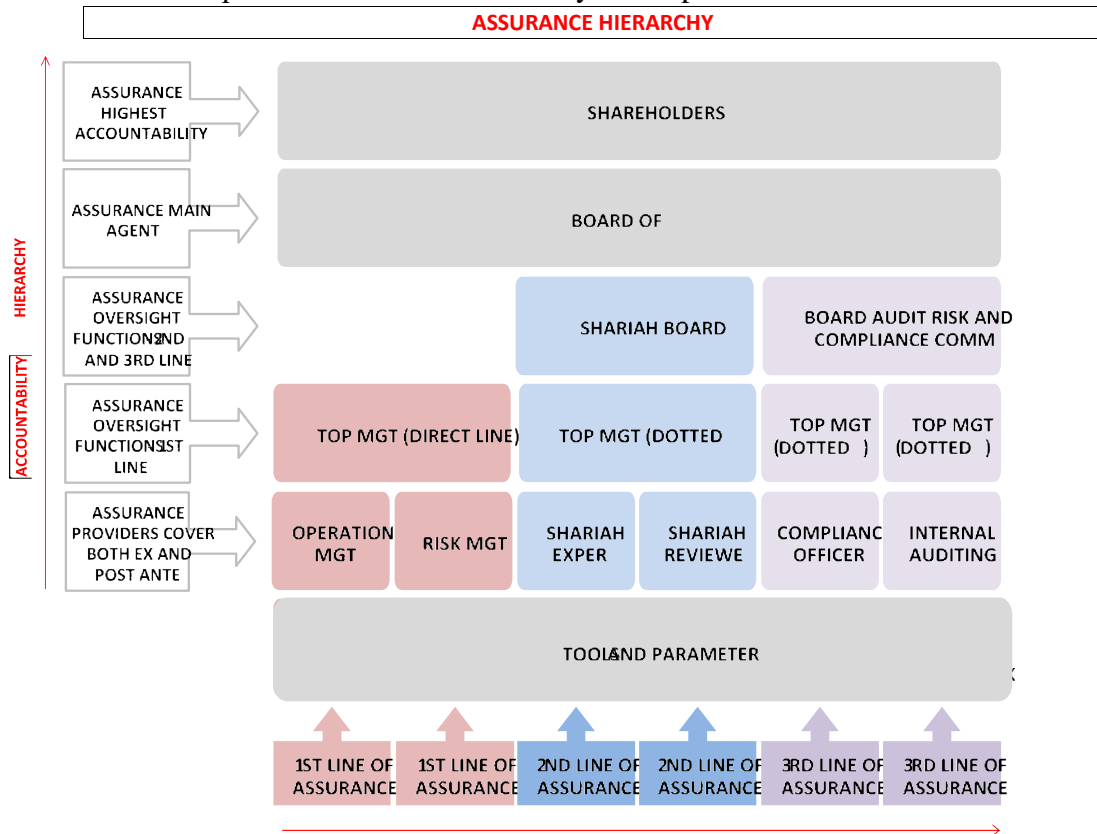 ASSURANCE HIERARCHY
ASSURANCE
HIGHEST
ACCOUNTABILITY
SHAREHOLDERS
ASSURANCE MAIN
AGENT
BOARD OF
HIERARCHY
ACCOUNTABILITY
ASSURANCE
OVERSIGHT
FUNCTIONS-2ND
AND 3RD LINE
SHARIAH BOARD
BOARD AUDIT RISK AND
COMPLIANCE COMM
ASSURANCE
OVERSIGHT
FUNCTIONS1ST
LINE
TOP MGT (DIRECT LINE)
TOP MGT (DOTTED
TOP MGT
(DOTTED )
TOP MGT
(DOTTED )
ASSURANCE
PROVIDERS COVER
BOTH EX AND
POST ANTE
OPERATION
MGT
RISK MGT
SHARIAH
EXPER
SHARIAH
REVIEWE
COMPLIANC
OFFICER
INTERNAL
AUDITING
TOOLS AND PARAMETER
1ST LINE OF
ASSURANCE
1ST LINE OF
ASSURANCE
2ND LINE OF
ASSURANCE
2ND LINE OF
ASSURANCE
3RD LINE OF
ASSURANCE
3RD LINE OF
ASSURANCE